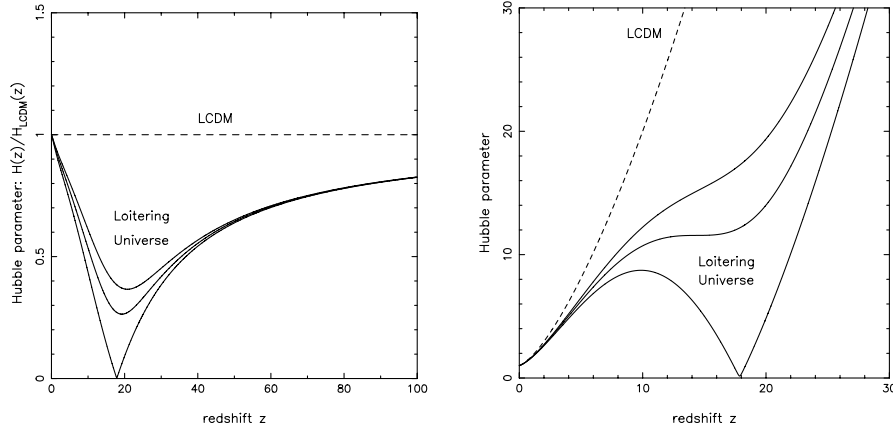 1.5
1
0.5
0
Hubble parameter: H(z)/H_LCDM(z)
LCDM
Loitering
Universe
0 20 40 60 80 100
redshift z
30
20
10
0
Hubble parameter
LCDM
Loitering
Universe
0 10 20 30
redshift z